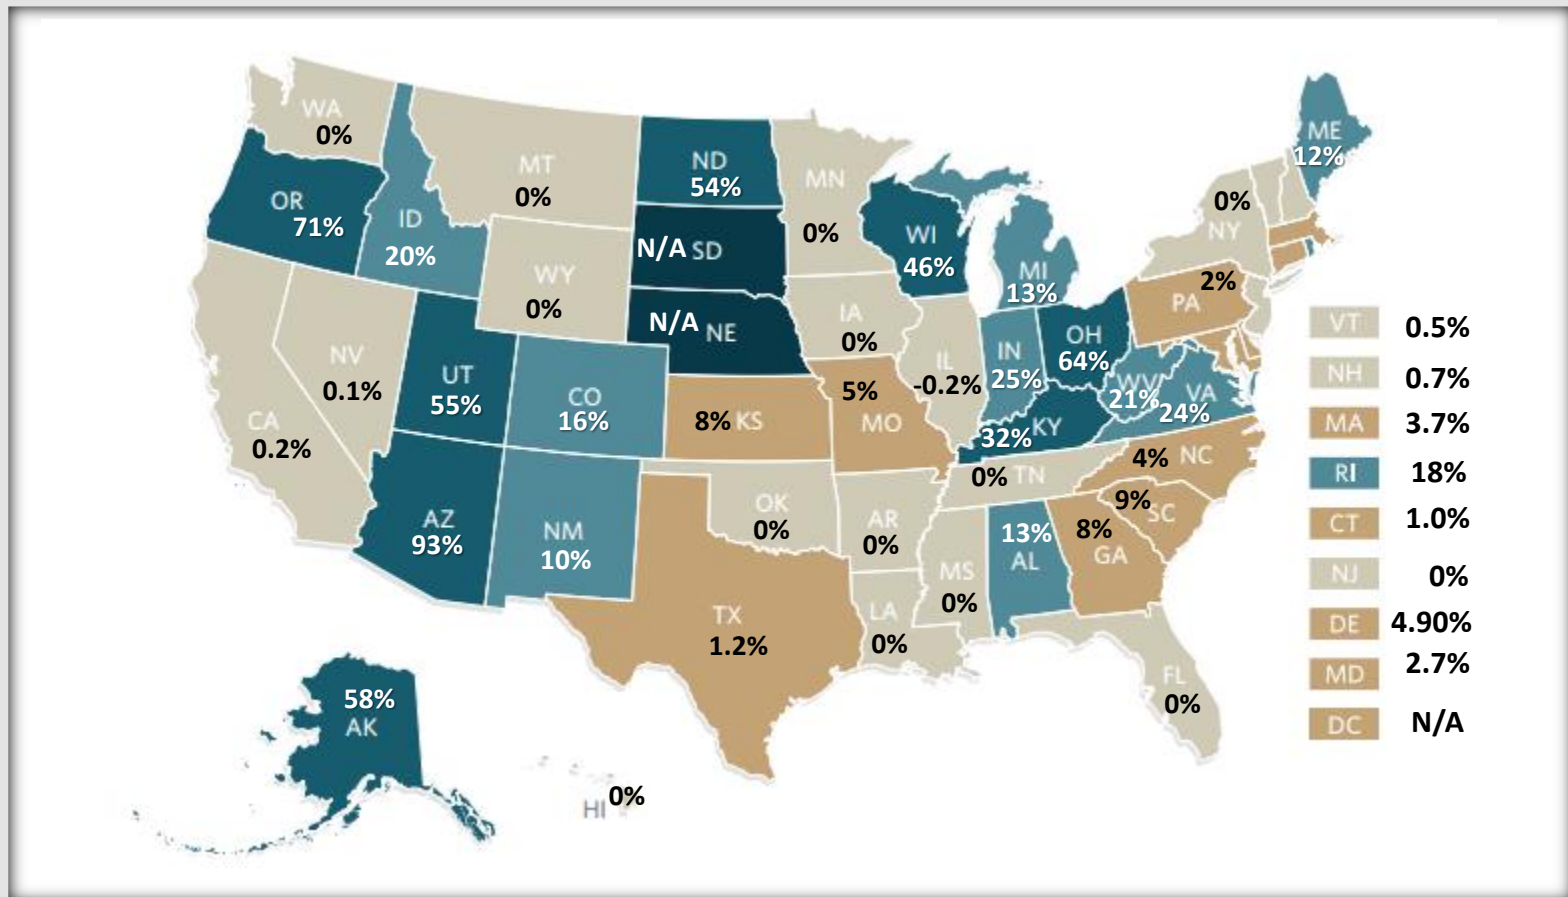 WA
0%
OR
71%
ID
20%
MT
0%
ND
54%
MN
0%
N/A SD
WY
0%
N/A NE
WI
46%
MI
13%
ME
12%
0%
NY
2%
PA
IA
0%
IL
-0.2%
IN
25%
OH
64%
WV
21%
VA
24%
NV
0.1%
CA
0.2%
UT
55%
CO
16%
8% KS
5%
MO
32% KY
4% NC
0% TN
9%
SC
8%
GA
13%
AL
AZ
93%
NM
10%
OK
0%
AR
0%
MS
0%
LA
0%
TX
1.2%
FL
0%
58%
AK
HI 0%
VT 0.5%
NH 0.7%
MA 3.7%
RI 18%
CT 1.0%
NJ 0%
DE 4.90%
MD 2.7%
DC N/A